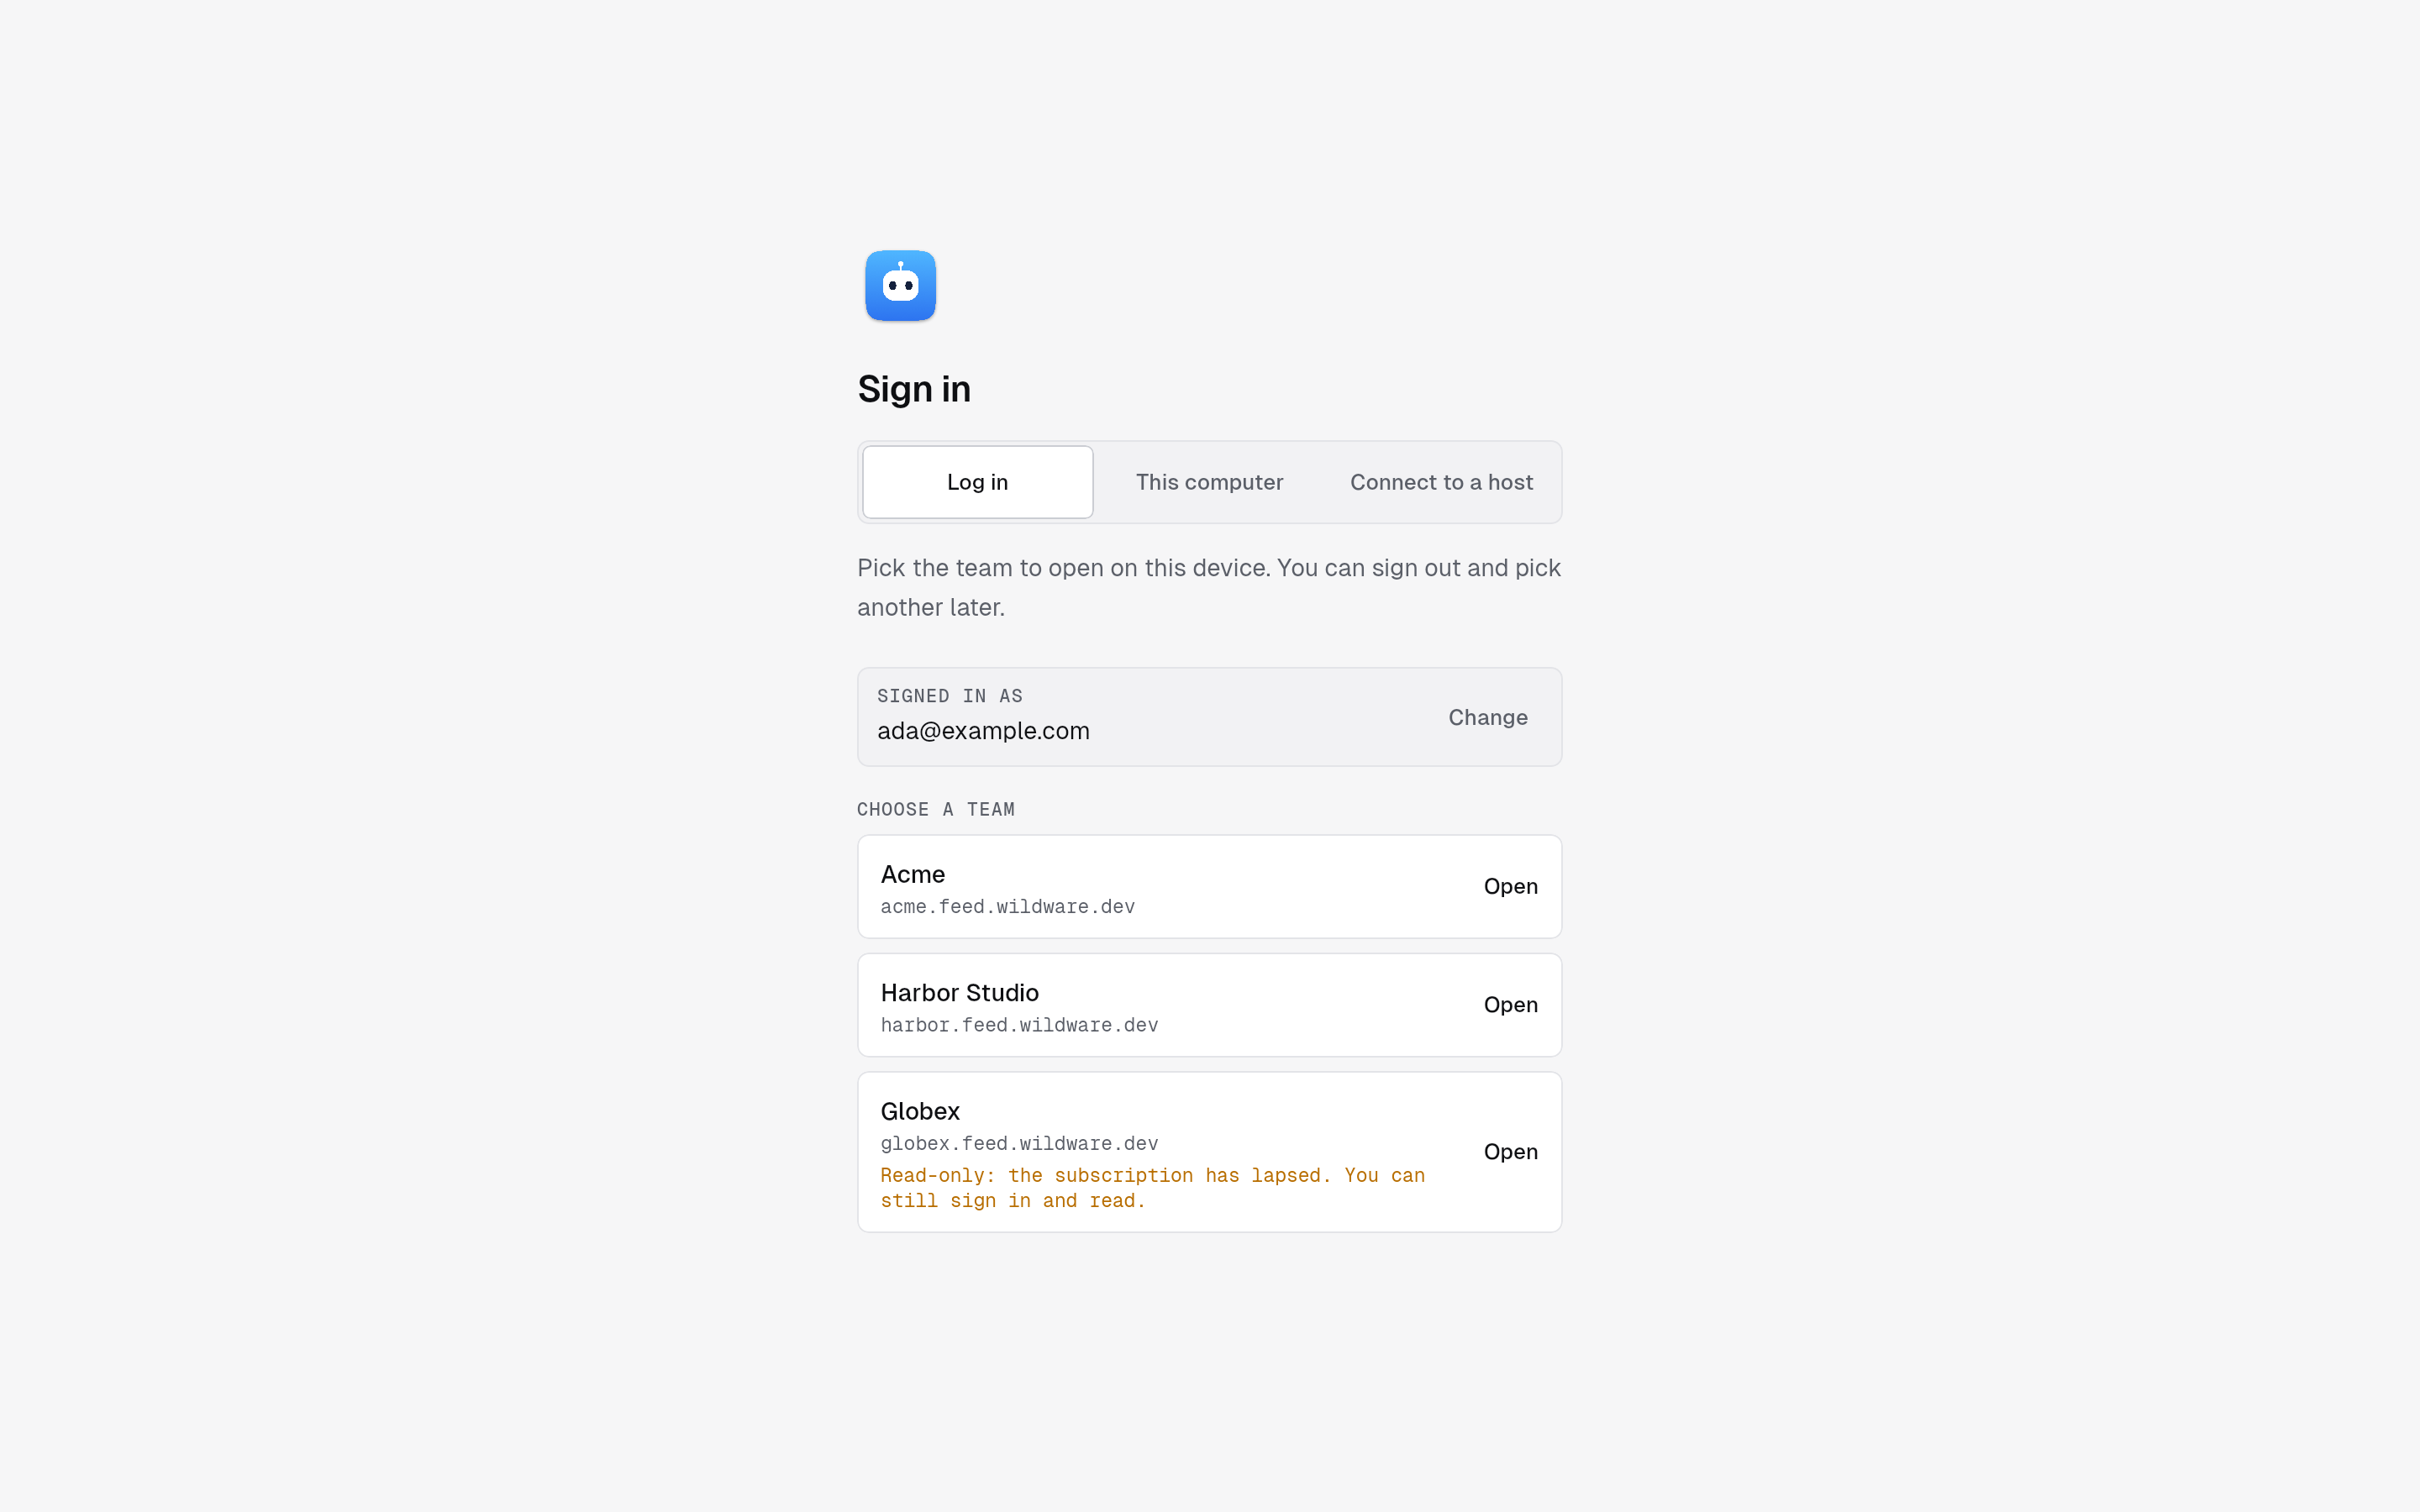 Sign in
Log in
This computer
Connect to a host
Pick the team to open on this device. You can sign out and pick
another later.
SIGNED IN AS
ada@example.com
Change
CHOOSE A TEAM
Acme
acme.feed.wildware.dev
Open
Harbor Studio
harbor.feed.wildware.dev
Open
Globex
globex.feed.wildware.dev
Read-only: the subscription has lapsed. You can
still sign in and read.
Open